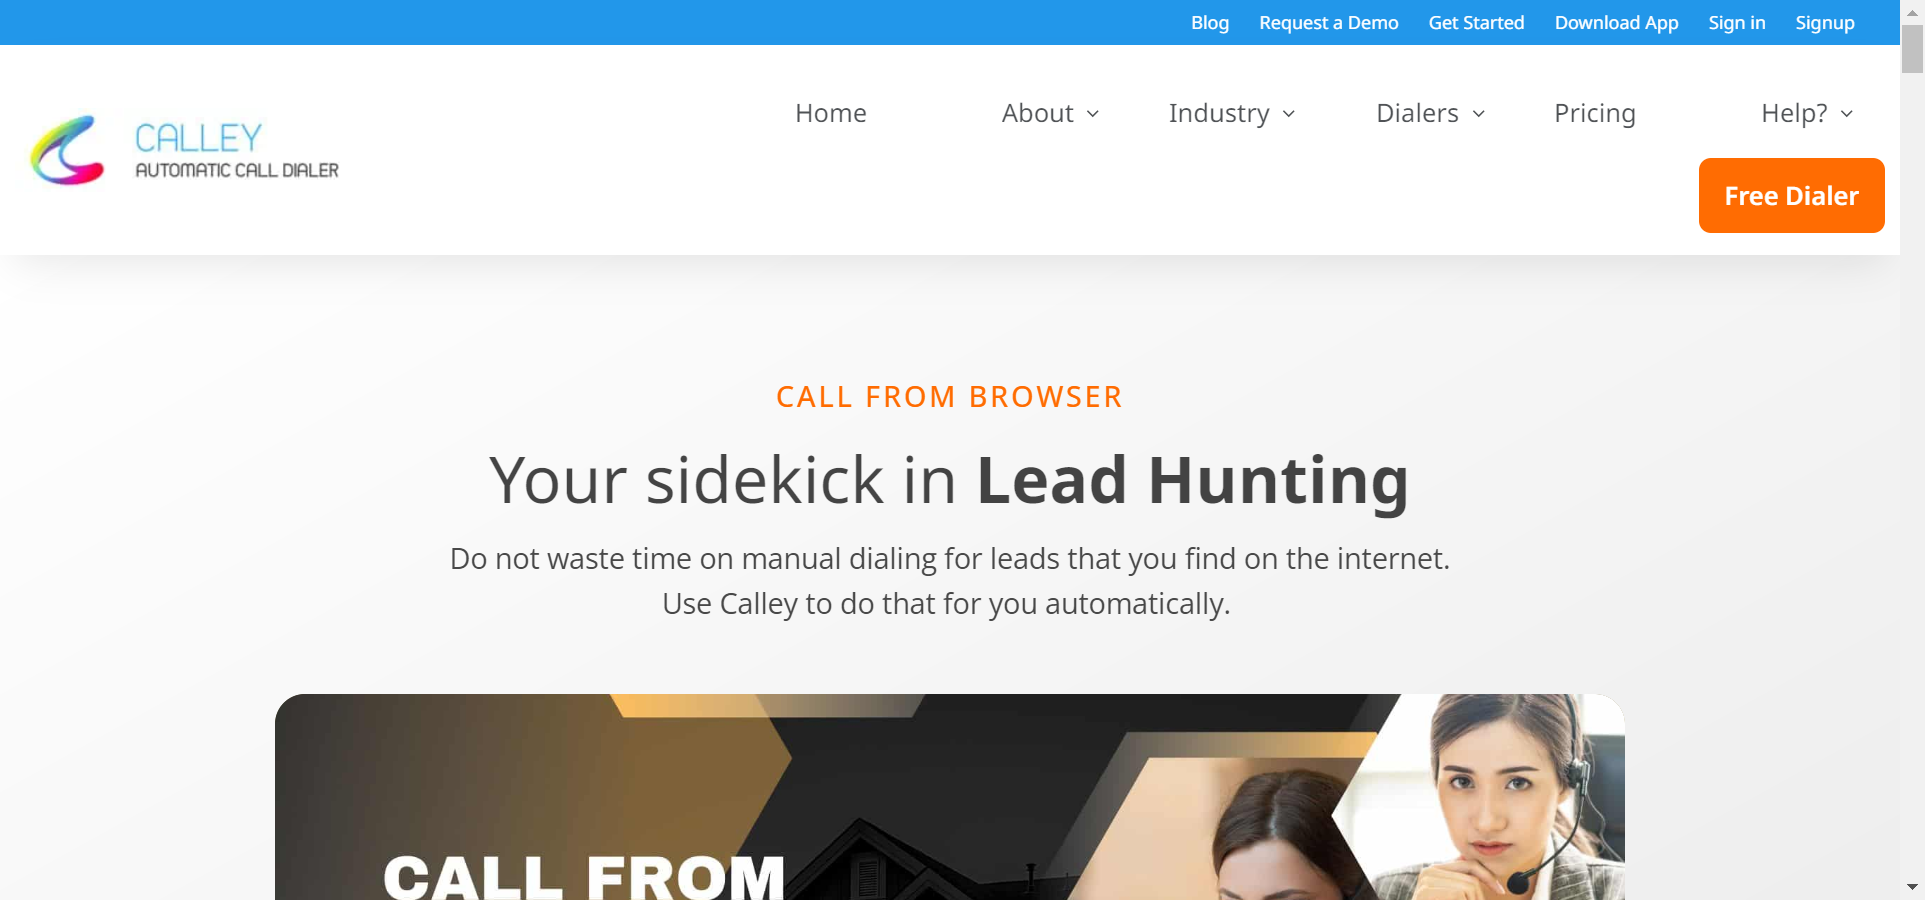 Blog Request a Demo Get Started Download App Sign in Signup
CALLEY
AUTOMATIC CALL DIALER
Home About Industry Dialers Pricing Help?
Free Dialer
CALL FROM BROWSER
Your sidekick in Lead Hunting
Do not waste time on manual dialing for leads that you find on the internet.
Use Calley to do that for you automatically.
CALL FROM